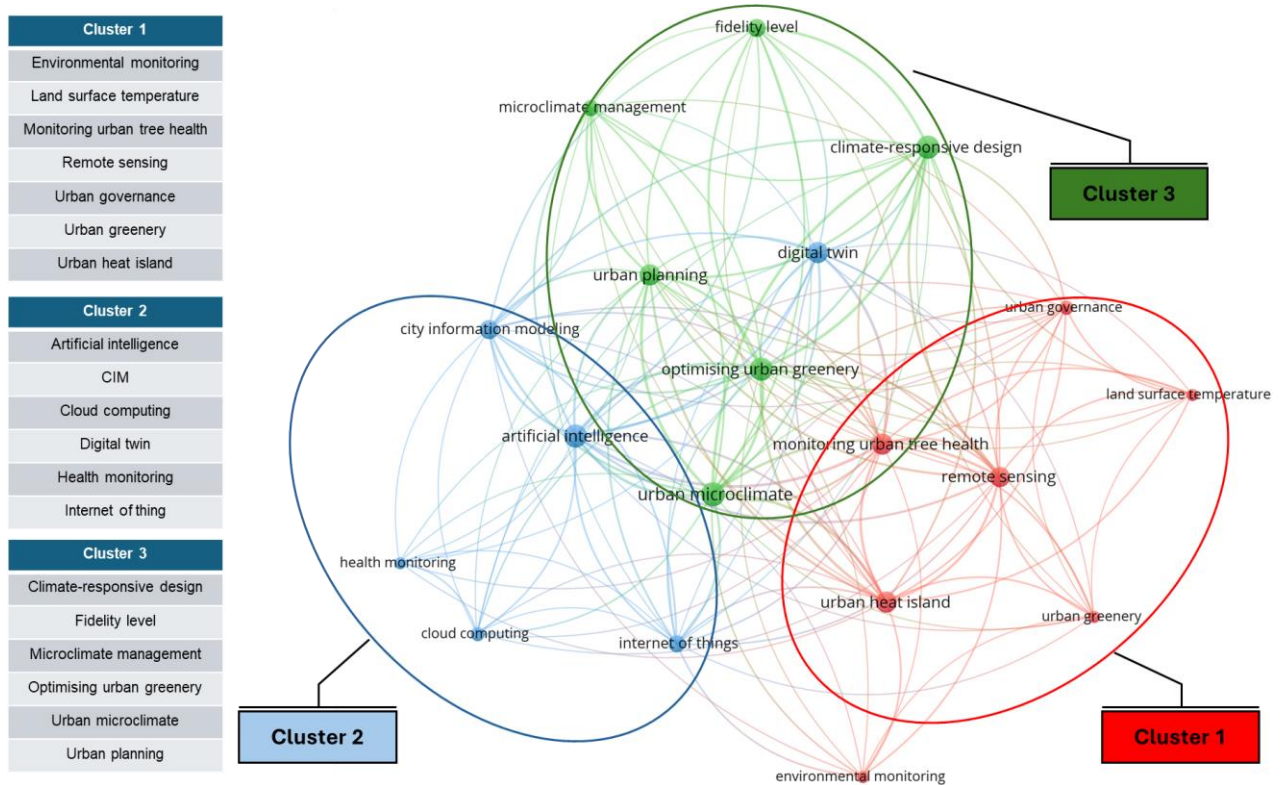 Cluster 1
Environmental monitoring
Land surface temperature
Monitoring urban tree health
Remote sensing
Urban governance
Urban greenery
Urban heat island
Cluster 2
Artificial intelligence
CIM
Cloud computing
Digital twin
Health monitoring
Internet of thing
Cluster 3
Climate-responsive design
Fidelity level
Microclimate management
Optimising urban greenery
Urban microclimate
Urban planning
fidelity level
microclimate management
climate-responsive design
Cluster 3
digital twin
urban planning
urban governance
city information modeling
optimising urban greenery
land surface temperature
artificial intelligence
monitoring urban tree health
remote sensing
urban microclimate
health monitoring
urban heat island
urban greenery
cloud computing
internet of things
Cluster 2
Cluster 1
environmental monitoring